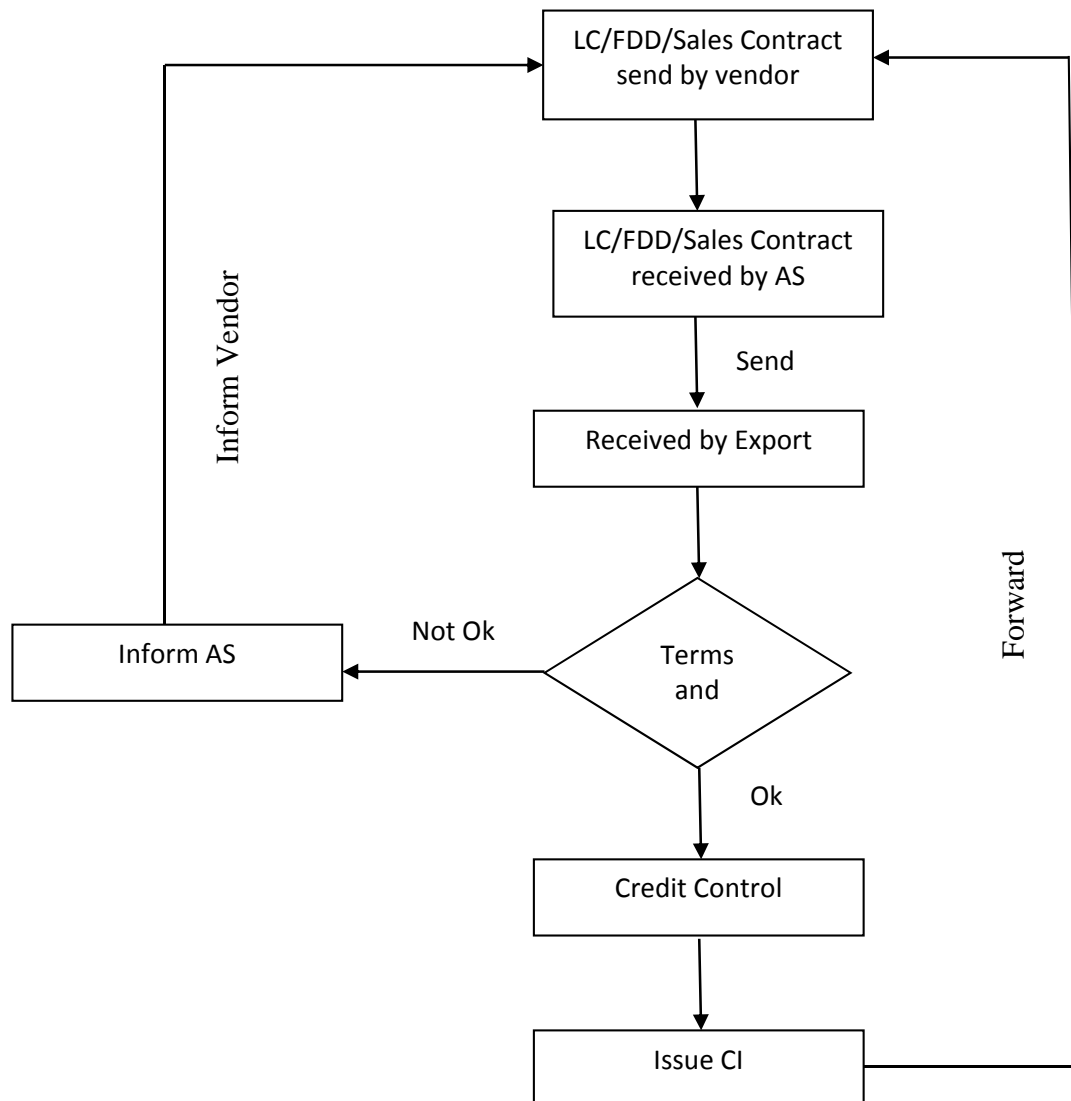 LC/FDD/Sales Contract
send by vendor
LC/FDD/Sales Contract
received by AS
Send
Inform Vendor
Received by Export
Forward
Not Ok
Inform AS
Terms
and
Ok
Credit Control
Issue CI